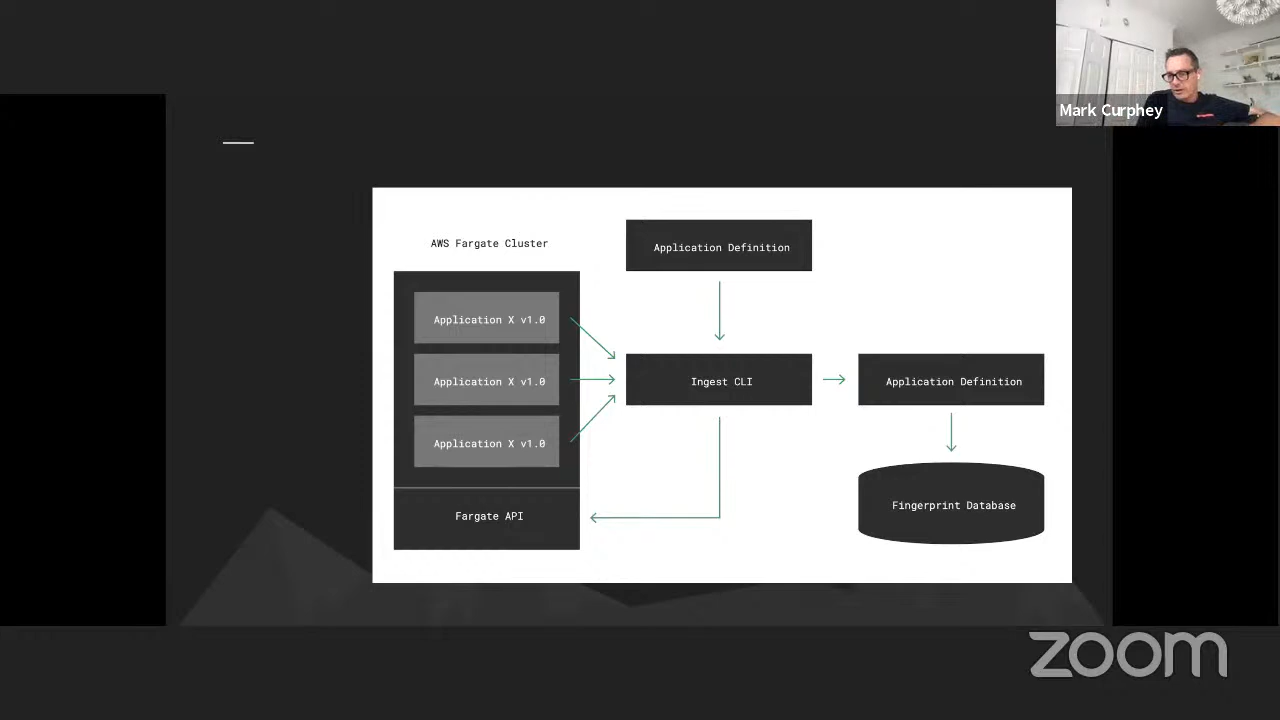 Mark Curphey
AWS Fargate Cluster
Application Definition
Application X v1.0
Application X v1.0
Ingest CLI
Application Definition
Application X v1.0
Fargate API
Fingerprint Database
zoom